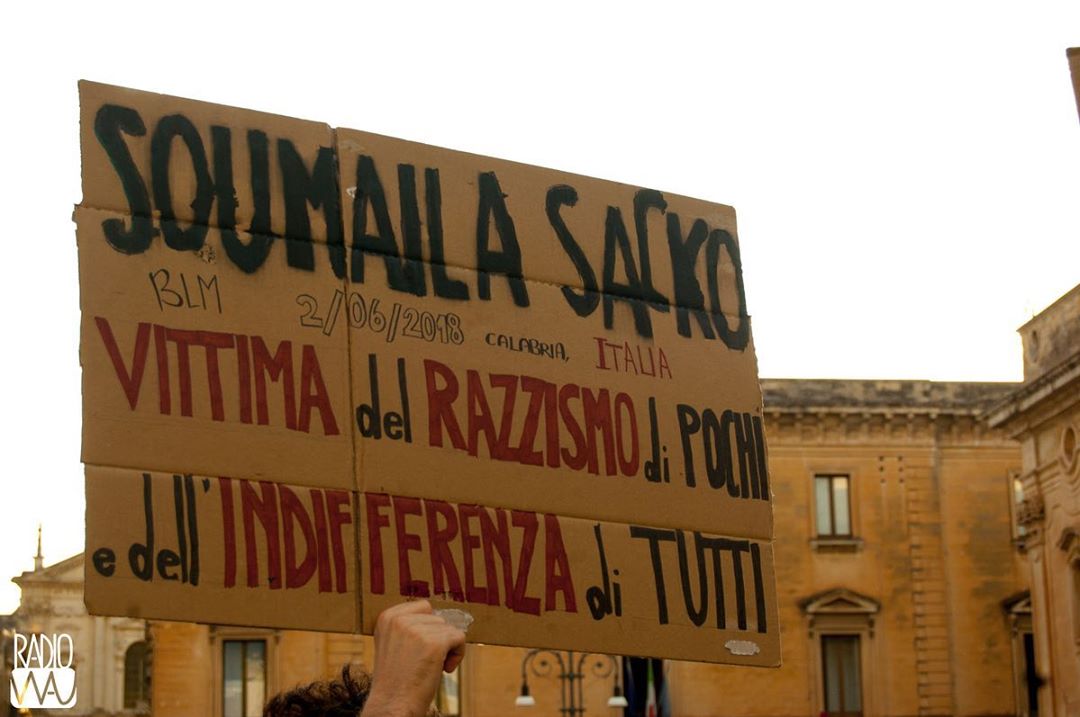 SOUMAILA SACKO
BLM 2/06/2018 CALABRIA, ITALIA
VITTIMA del RAZZISMO di POCHI
e dell'INDIFFERENZA di TUTTI
RADIO
WAU